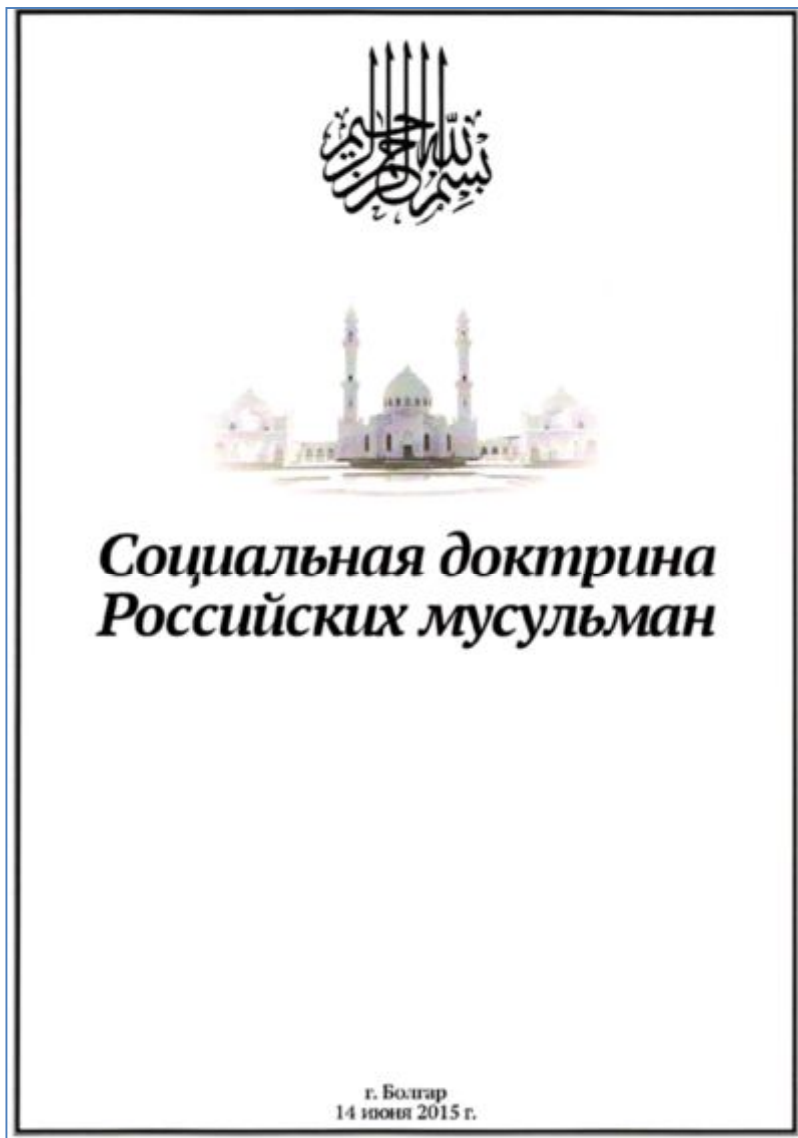 بسم الله الرحمن الرحيم
Социальная доктрина
Российских мусульман
г. Болгар
14 июня 2015 г.